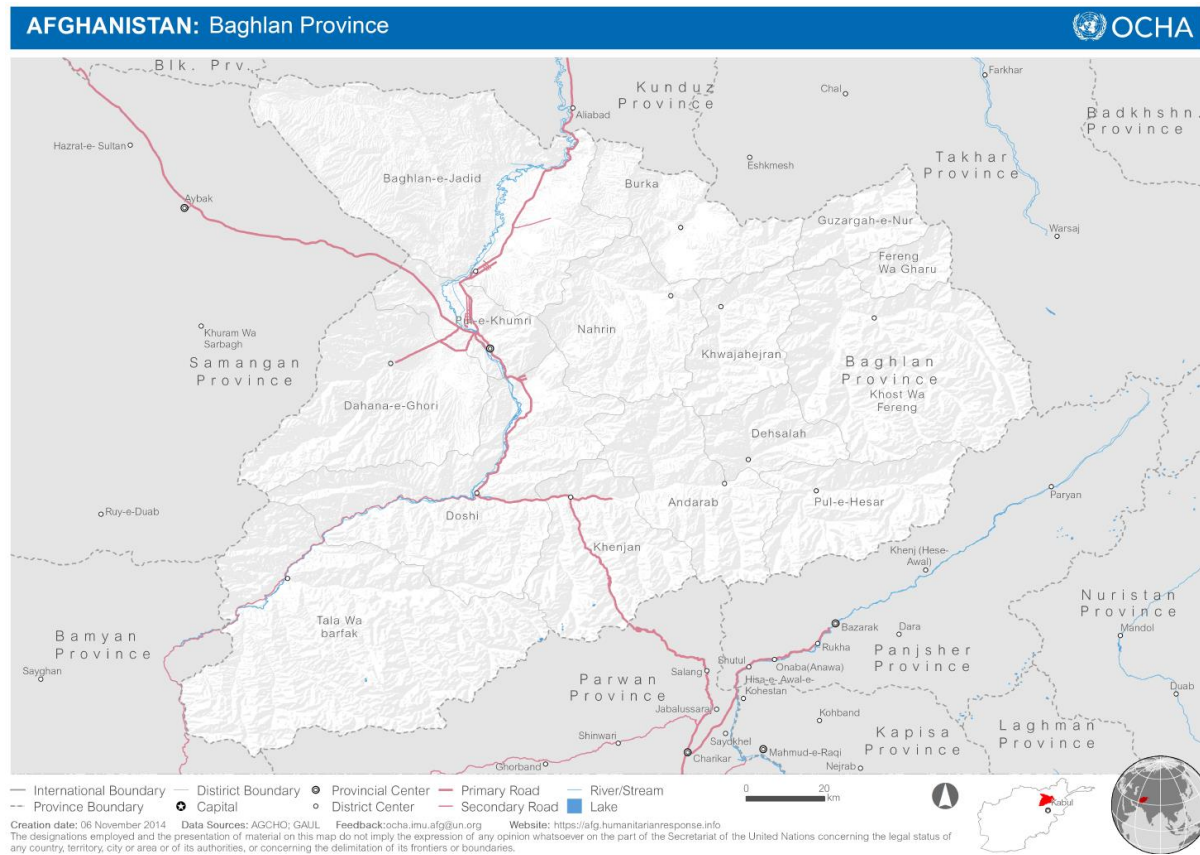 AFGHANISTAN: Baghlan Province
OCHA
Blk. Prv.
Kunduz
Province
Farkhar
Chal
Aliabad
Badkhshn.
Province
Hazrat-e- Sultan
Takhar
Province
Eshkmesh
Baghlan-e-Jadid
Burka
Aybak
Guzargah-e-Nur
Warsaj
Fereng
Wa Gharu
Pul-e-Khumri
Nahrin
Khuram Wa
Sarbagh
Samangan
Province
Khwajahejran
Baghlan
Province
Khost Wa
Fereng
Dahana-e-Ghori
Dehsalah
Paryan
Andarab
Pul-e-Hesar
Ruy-e-Duab
Doshi
Khenjan
Khenj (Hese-
Awal)
Nuristan
Province
Tala Wa
barfak
Bazarak
Dara
Mandol
Bamyan
Province
Rukha
Panjsher
Province
Sayghan
Shutul
Onaba(Anawa)
Salang
Parwan
Province
Hisa-e- Awal-e-
Kohestan
Duab
Jabalussaraj
Kohband
Laghman
Province
Shinwari
Saydkhel
Kapisa
Province
Charikar
Mahmud-e-Raqi
Ghorband
Nejrab
International Boundary
District Boundary
Provincial Center
Primary Road
River/Stream
Province Boundary
Capital
District Center
Secondary Road
Lake
0
20
km
Kabul
Creation date: 06 November 2014 Data Sources: AGCHO; GAUL Feedback:ocha.imu.afg@un.org Website: https://afg.humanitarianresponse.info
The designations employed and the presentation of material on this map do not imply the expression of any opinion whatsoever on the part of the Secretariat of the United Nations concerning the legal status of
any country, territory, city or area or of its authorities, or concerning the delimitation of its frontiers or boundaries.